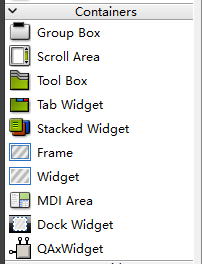 Containers
Group Box
Scroll Area
Tool Box
Tab Widget
Stacked Widget
Frame
Widget
MDI Area
Dock Widget
QAxWidget